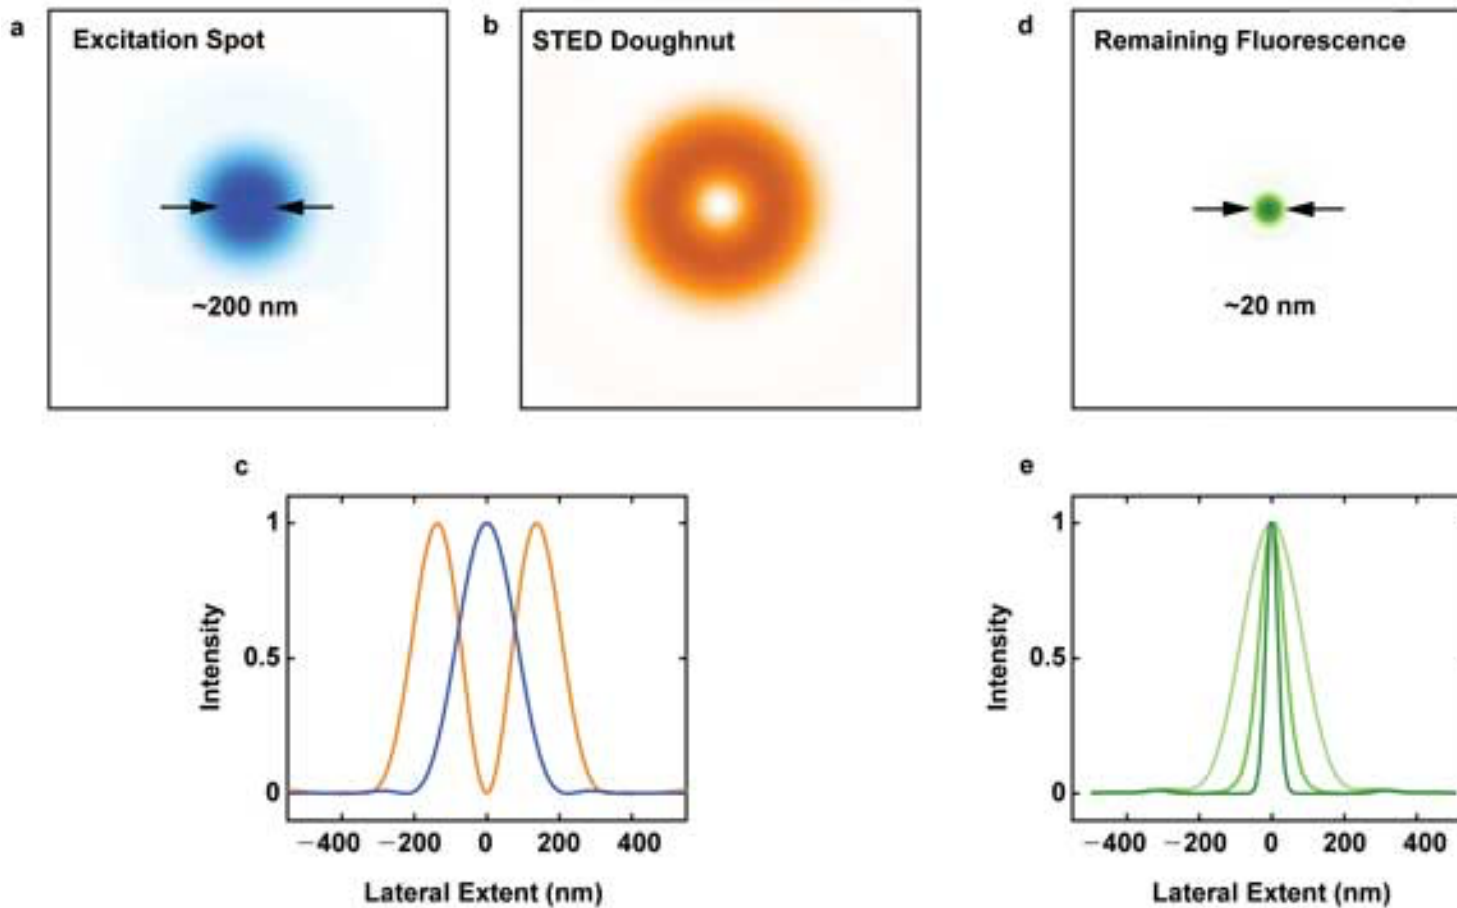 a
Excitation Spot
~200 nm
b
STED Doughnut
d
Remaining Fluorescence
~20 nm
c
1
0.5
0
Intensity
−400 −200 0 200 400
Lateral Extent (nm)
e
1
0.5
0
Intensity
−400 −200 0 200 400
Lateral Extent (nm)